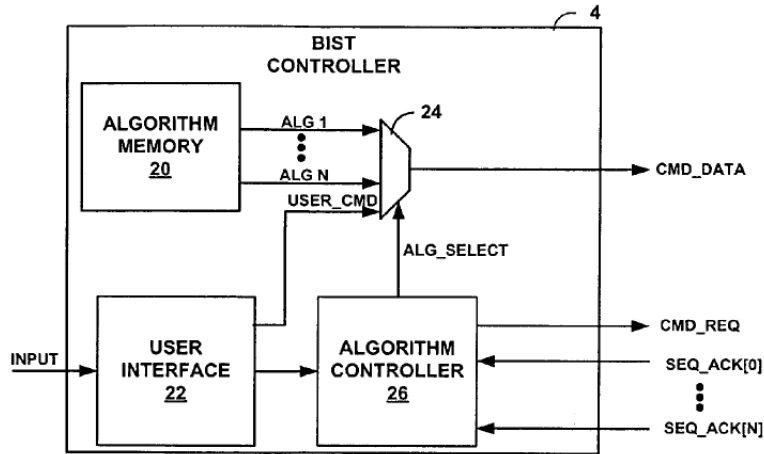 4
BIST
CONTROLLER
ALGORITHM
MEMORY
20
ALG 1
ALG N
USER_CMD
24
CMD_DATA
ALG_SELECT
INPUT
USER
INTERFACE
22
ALGORITHM
CONTROLLER
26
CMD_REQ
SEQ_ACK[0]
SEQ_ACK[N]